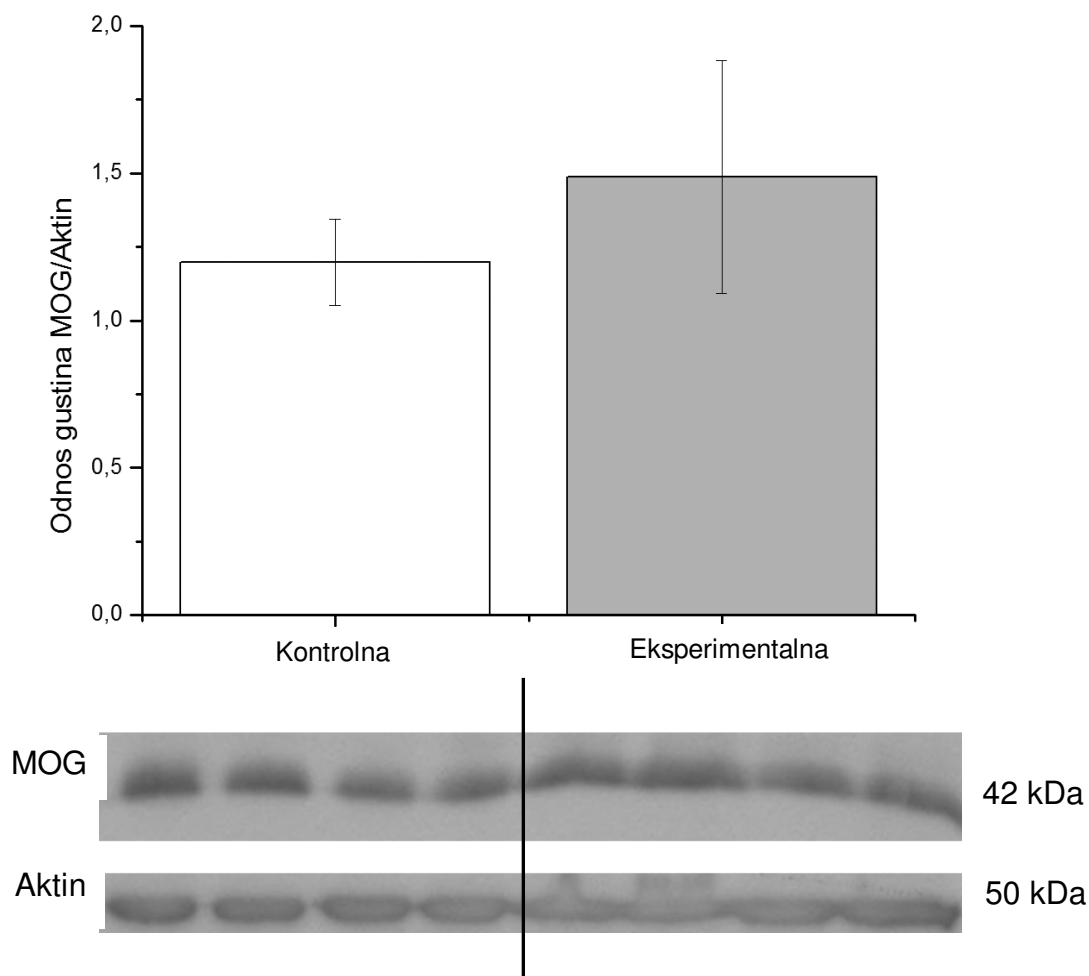 2,0
1,5
1,0
0,5
0,0
Odnos gustina MOG/Aktin
Kontrolna
Eksperimentalna
MOG
42 kDa
Aktin
50 kDa